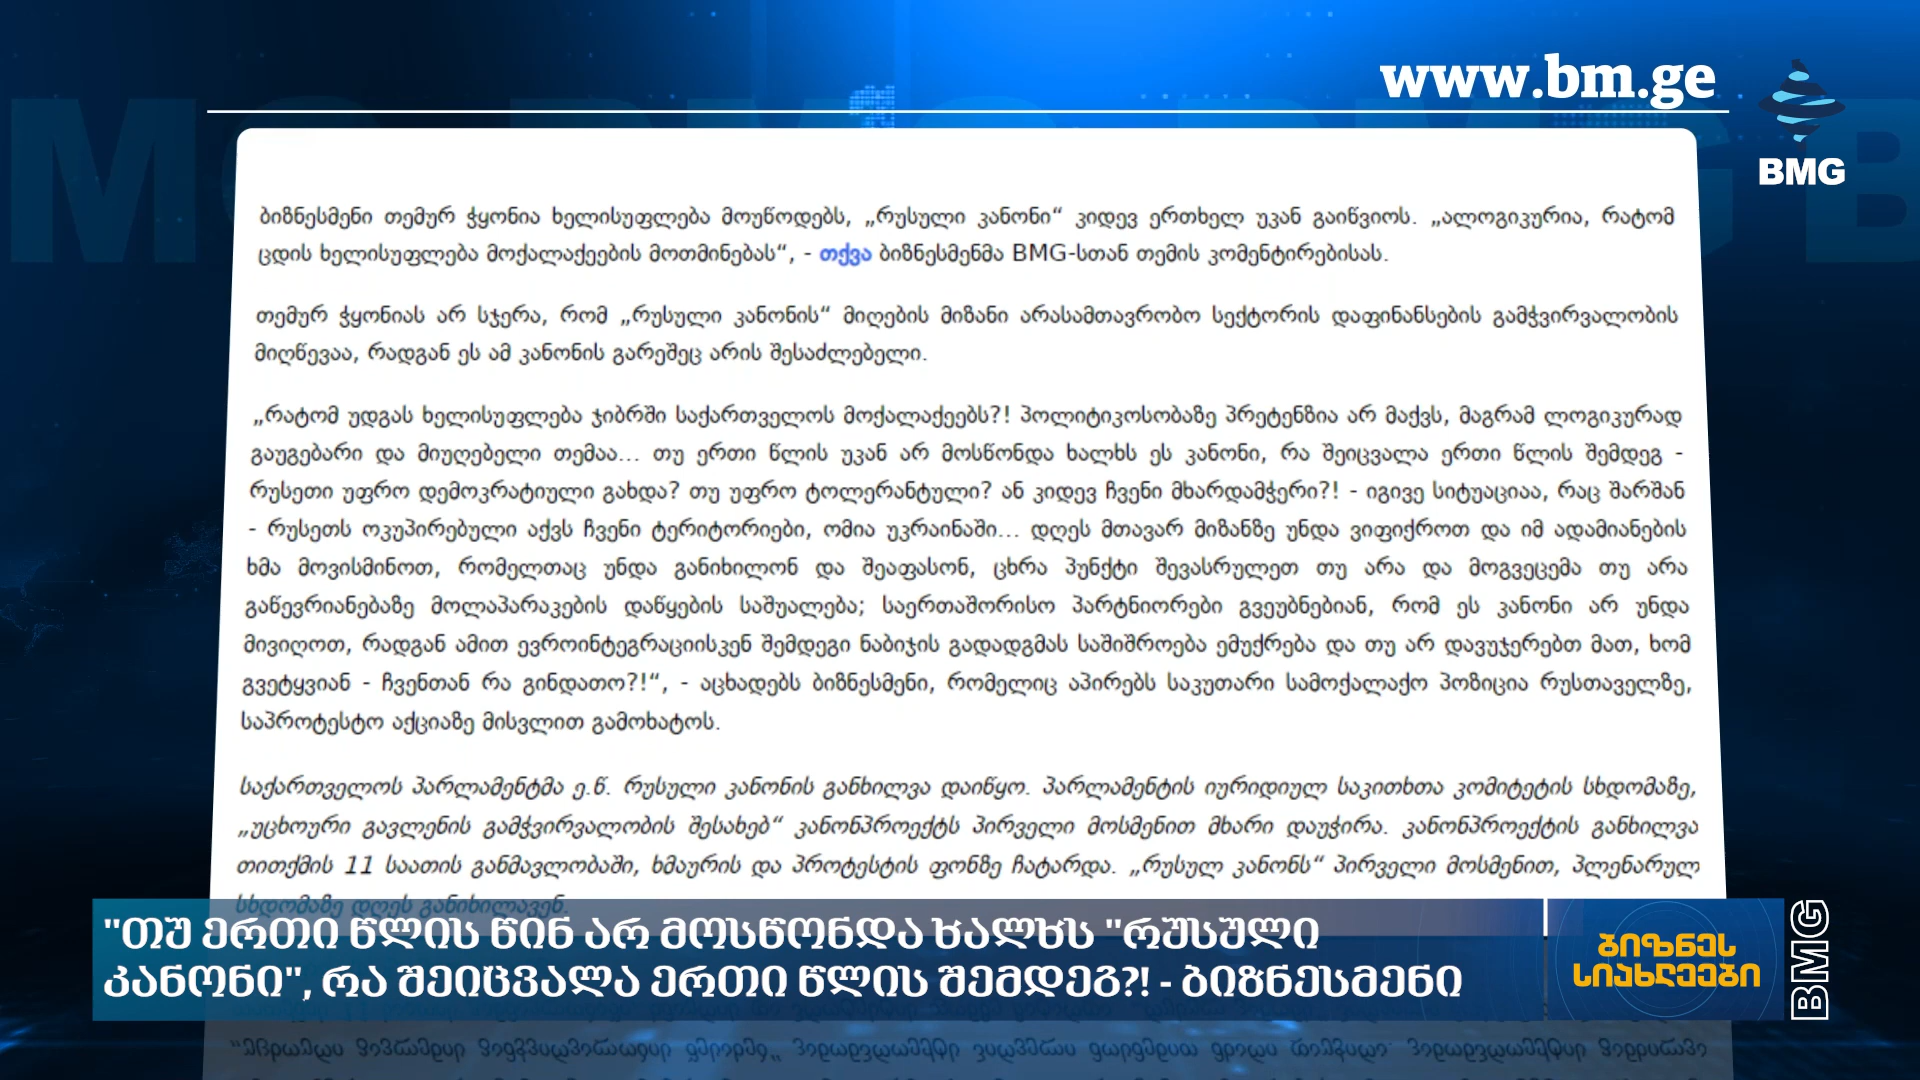 www.bm.ge
BMG
ბიზნესმენი თემურ ჭყონია ხელისუფლება მოუწოდებს, „რუსული კანონი“ კიდევ ერთხელ უკან გაიწვიოს. „ალოგიკურია, რატომ
ცდის ხელისუფლება მოქალაქეების მოთმინებას“, - თქვა ბიზნესმენმა BMG-სთან თემის კომენტირებისას.
თემურ ჭყონიას არ სჯერა, რომ „რუსული კანონის“ მიღების მიზანი არასამთავრობო სექტორის დაფინანსების გამჭვირვალობის
მიღწევაა, რადგან ეს ამ კანონის გარეშეც არის შესაძლებელი.
„რატომ უდგას ხელისუფლება ჯიბრში საქართველოს მოქალაქეებს?! პოლიტიკოსობაზე პრეტენზია არ მაქვს, მაგრამ ლოგიკურად
გაუგებარი და მიუღებელი თემაა... თუ ერთი წლის უკან არ მოსწონდა ხალხს ეს კანონი, რა შეიცვალა ერთი წლის შემდეგ -
რუსეთი უფრო დემოკრატიული გახდა? თუ უფრო ტოლერანტული? ან კიდევ ჩვენი მხარდამჭერი?! - იგივე სიტუაციაა, რაც შარშან
- რუსეთს ოკუპირებული აქვს ჩვენი ტერიტორიები, ომია უკრაინაში... დღეს მთავარ მიზანზე უნდა ვიფიქროთ და იმ ადამიანების
ხმა მოვისმინოთ, რომელთაც უნდა განიხილონ და შეაფასონ, ცხრა პუნქტი შევასრულეთ თუ არა და მოგვეცემა თუ არა
გაწევრიანებაზე მოლაპარაკების დაწყების საშუალება; საერთაშორისო პარტნიორები გვეუბნებიან, რომ ეს კანონი არ უნდა
მივიღოთ, რადგან ამით ევროინტეგრაციისკენ შემდეგი ნაბიჯის გადადგმას საშიშროება ემუქრება და თუ არ დავუჯერებთ მათ, ხომ
გვეტყვიან - ჩვენთან რა გინდათო?!“, - აცხადებს ბიზნესმენი, რომელიც აპირებს საკუთარი სამოქალაქო პოზიცია რუსთაველზე,
საპროტესტო აქციაზე მისვლით გამოხატოს.
საქართველოს პარლამენტმა ე.წ. რუსული კანონის განხილვა დაიწყო. პარლამენტის იურიდიულ საკითხთა კომიტეტის სხდომაზე,
„უცხოური გავლენის გამჭვირვალობის შესახებ“ კანონპროექტს პირველი მოსმენით მხარი დაუჭირა. კანონპროექტის განხილვა
თითქმის 11 საათის განმავლობაში, ხმაურის და პროტესტის ფონზე ჩატარდა. „რუსულ კანონს“ პირველი მოსმენით, პლენარულ
სხდომაზე დღეს განიხილავენ.
"თუ ერთი წლის წინ არ მოსწონდა ხალხს "რუსული
კანონი", რა შეიცვალა ერთი წლის შემდეგ?! - ბიზნესმენი
ბიზნეს
სიახლეები
BMG